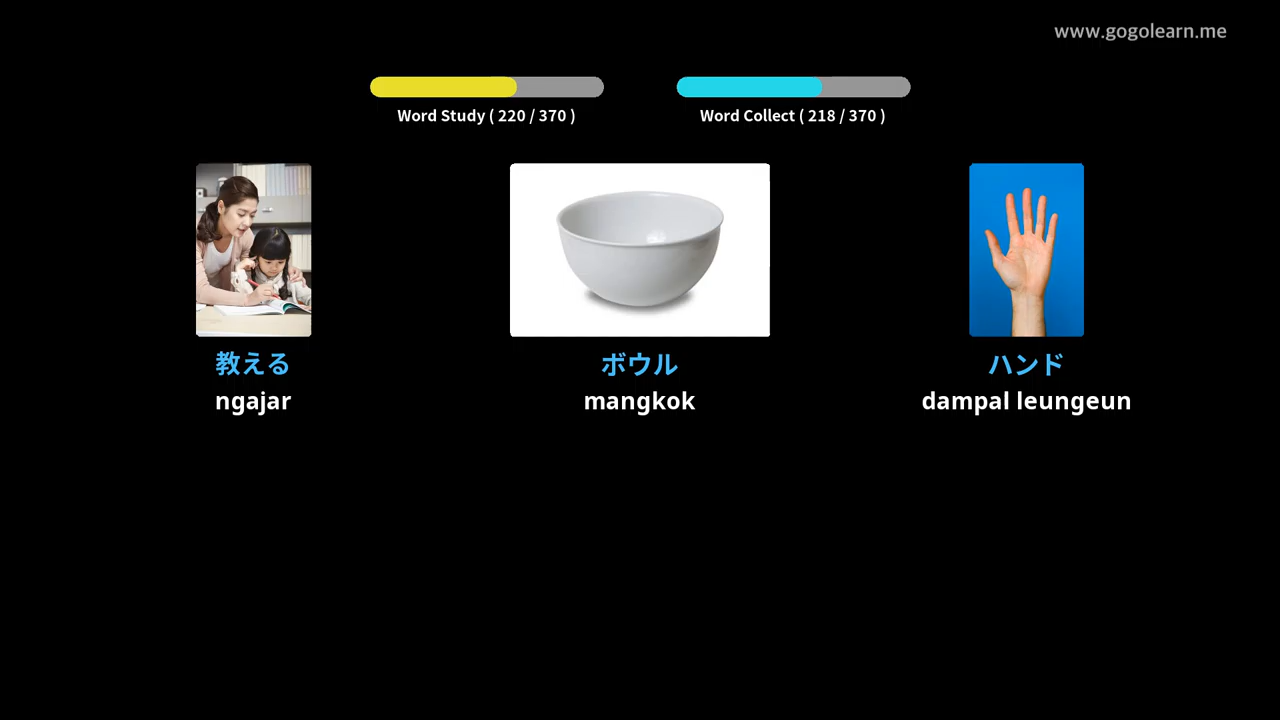 www.gogolearn.me
Word Study ( 220 / 370 )
Word Collect ( 218 / 370 )
教える
ngajar
ボウル
mangkok
ハンド
dampal leungeun